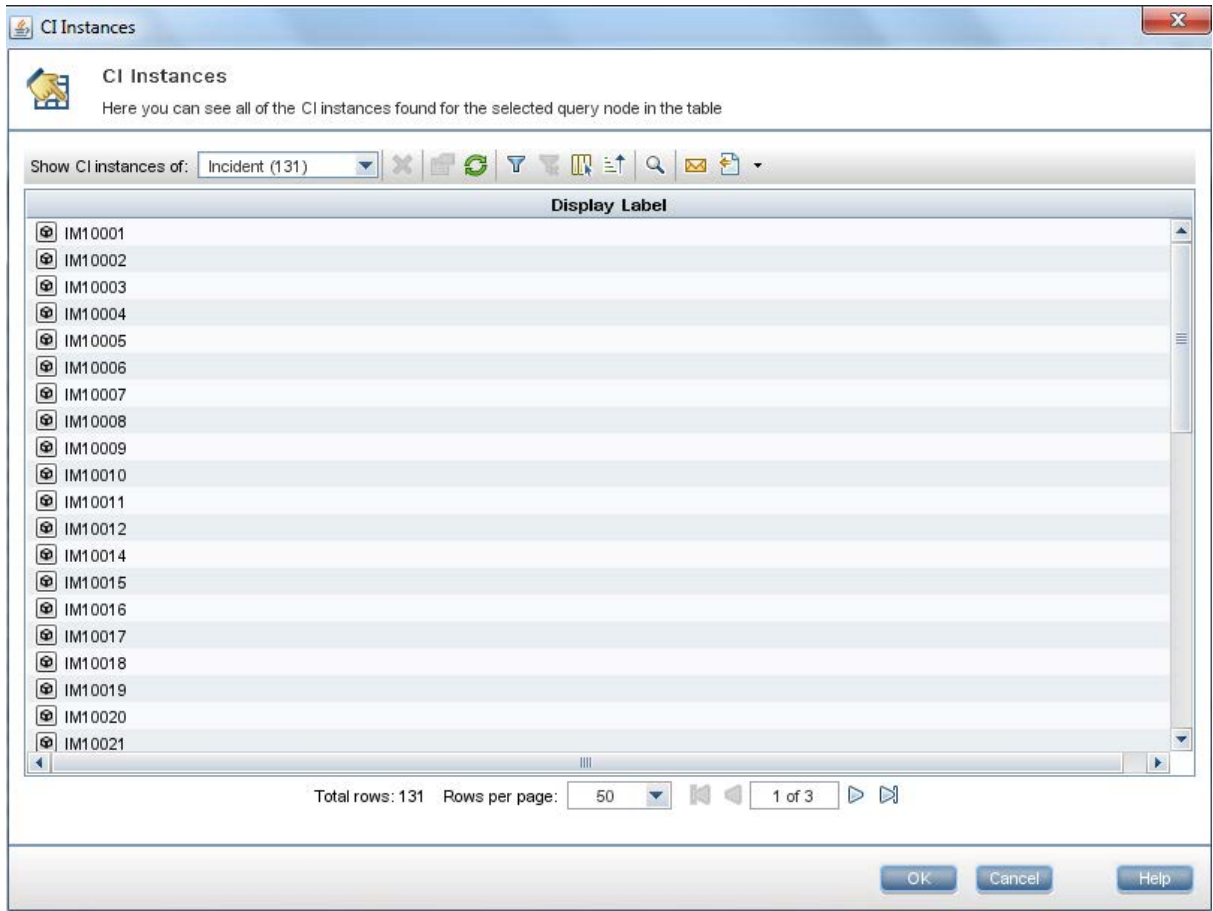 CI Instances
CI Instances
Here you can see all of the CI instances found for the selected query node in the table
Show CI instances of: Incident (131)
Display Label
IM10001
IM10002
IM10003
IM10004
IM10005
IM10006
IM10007
IM10008
IM10009
IM10010
IM10011
IM10012
IM10014
IM10015
IM10016
IM10017
IM10018
IM10019
IM10020
IM10021
Total rows: 131 Rows per page: 50 1 of 3
OK Cancel Help